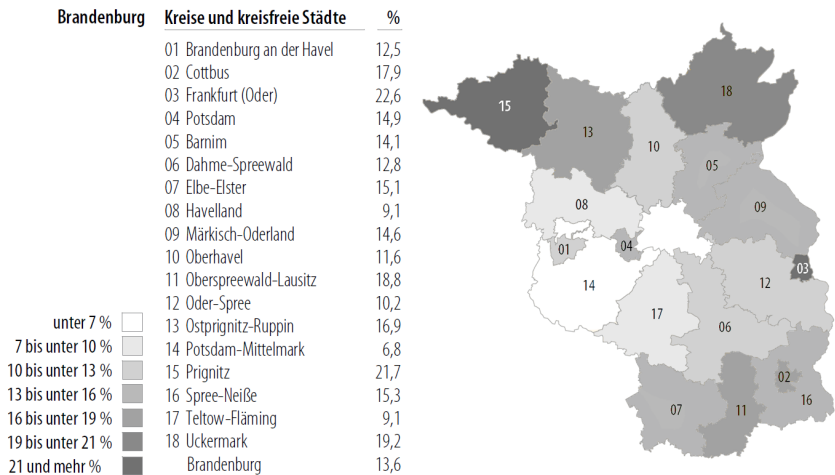 Brandenburg Kreise und kreisfreie Städte %
01 Brandenburg an der Havel 12,5
02 Cottbus 17,9
03 Frankfurt (Oder) 22,6
04 Potsdam 14,9
05 Barnim 14,1
06 Dahme-Spreewald 12,8
07 Elbe-Elster 15,1
08 Havelland 9,1
09 Märkisch-Oderland 14,6
10 Oberhavel 11,6
11 Oberspreewald-Lausitz 18,8
12 Oder-Spree 10,2
13 Ostprignitz-Ruppin 16,9
14 Potsdam-Mittelmark 6,8
15 Prignitz 21,7
16 Spree-Neiße 15,3
17 Teltow-Fläming 9,1
18 Uckermark 19,2
Brandenburg 13,6
unter 7 %
7 bis unter 10 %
10 bis unter 13 %
13 bis unter 16 %
16 bis unter 19 %
19 bis unter 21 %
21 und mehr %
15
18
13
10
05
08
09
01
04
03
14
12
17
06
02
07
11
16